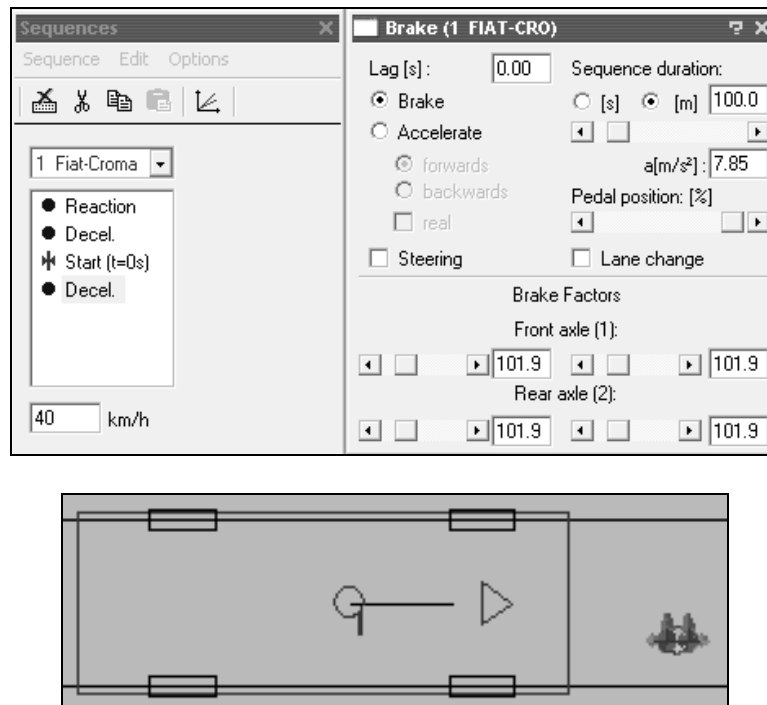 Sequences
Sequence Edit Options
1 Fiat-Croma
Reaction
Decel.
Start (t=0s)
Decel.
40 km/h
Brake (1 FIAT-CRO)
Lag [s] : 0.00 Sequence duration:
Brake [s] [m] 100.0
Accelerate
forwards a[m/s²] : 7.85
backwards Pedal position: [%]
real
Steering Lane change
Brake Factors
Front axle (1):
101.9 101.9
Rear axle (2):
101.9 101.9
1